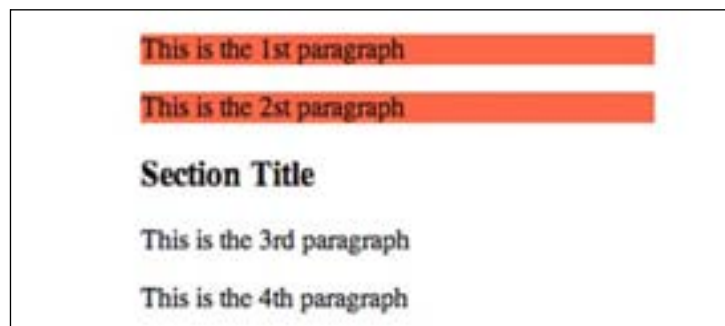 This is the 1st paragraph
This is the 2st paragraph
Section Title
This is the 3rd paragraph
This is the 4th paragraph